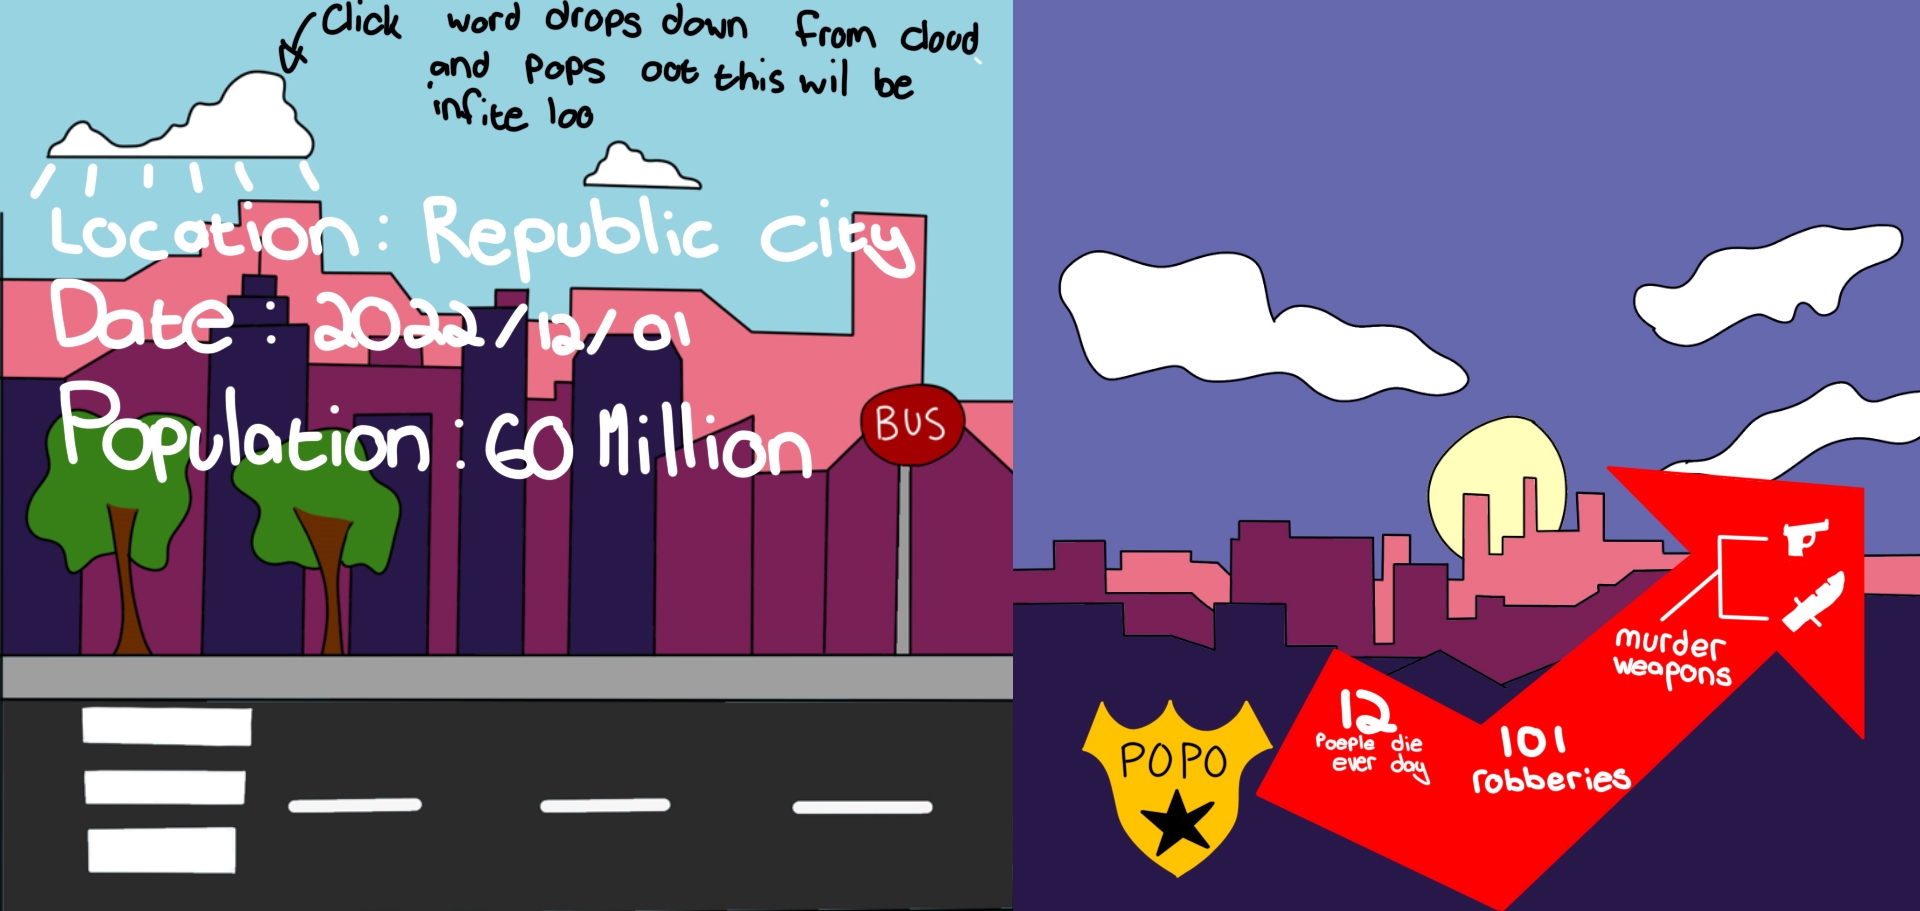 Click word drops down from cloud
and pops oot this wil be
infite loo
Location: Republic City
Date: 2022/12/01
Population: 60 Million
BUS
murder
weapons
12
Poeple die
ever day
101
robberies
POPO